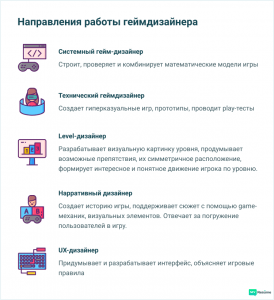 Направления работы геймдизайнера
Системный гейм-дизайнер
Строит, проверяет и комбинирует математические модели игры
Технический геймдизайнер
Создает гиперказуальные игр, прототипы, проводит play-тесты
Level-дизайнер
Разрабатывает визуальную картинку уровня, продумывает
возможные препятствия, их симметричное расположение,
формирует интересное и понятное движение игрока по уровню.
Нарративный дизайнер
Создает историю игры, поддерживает сюжет с помощью game-
механик, визуальных элементов. Отвечает за погружение
пользователей в игру.
UX-дизайнер
Придумывает и разрабатывает интерфейс, объясняет игровые
правила